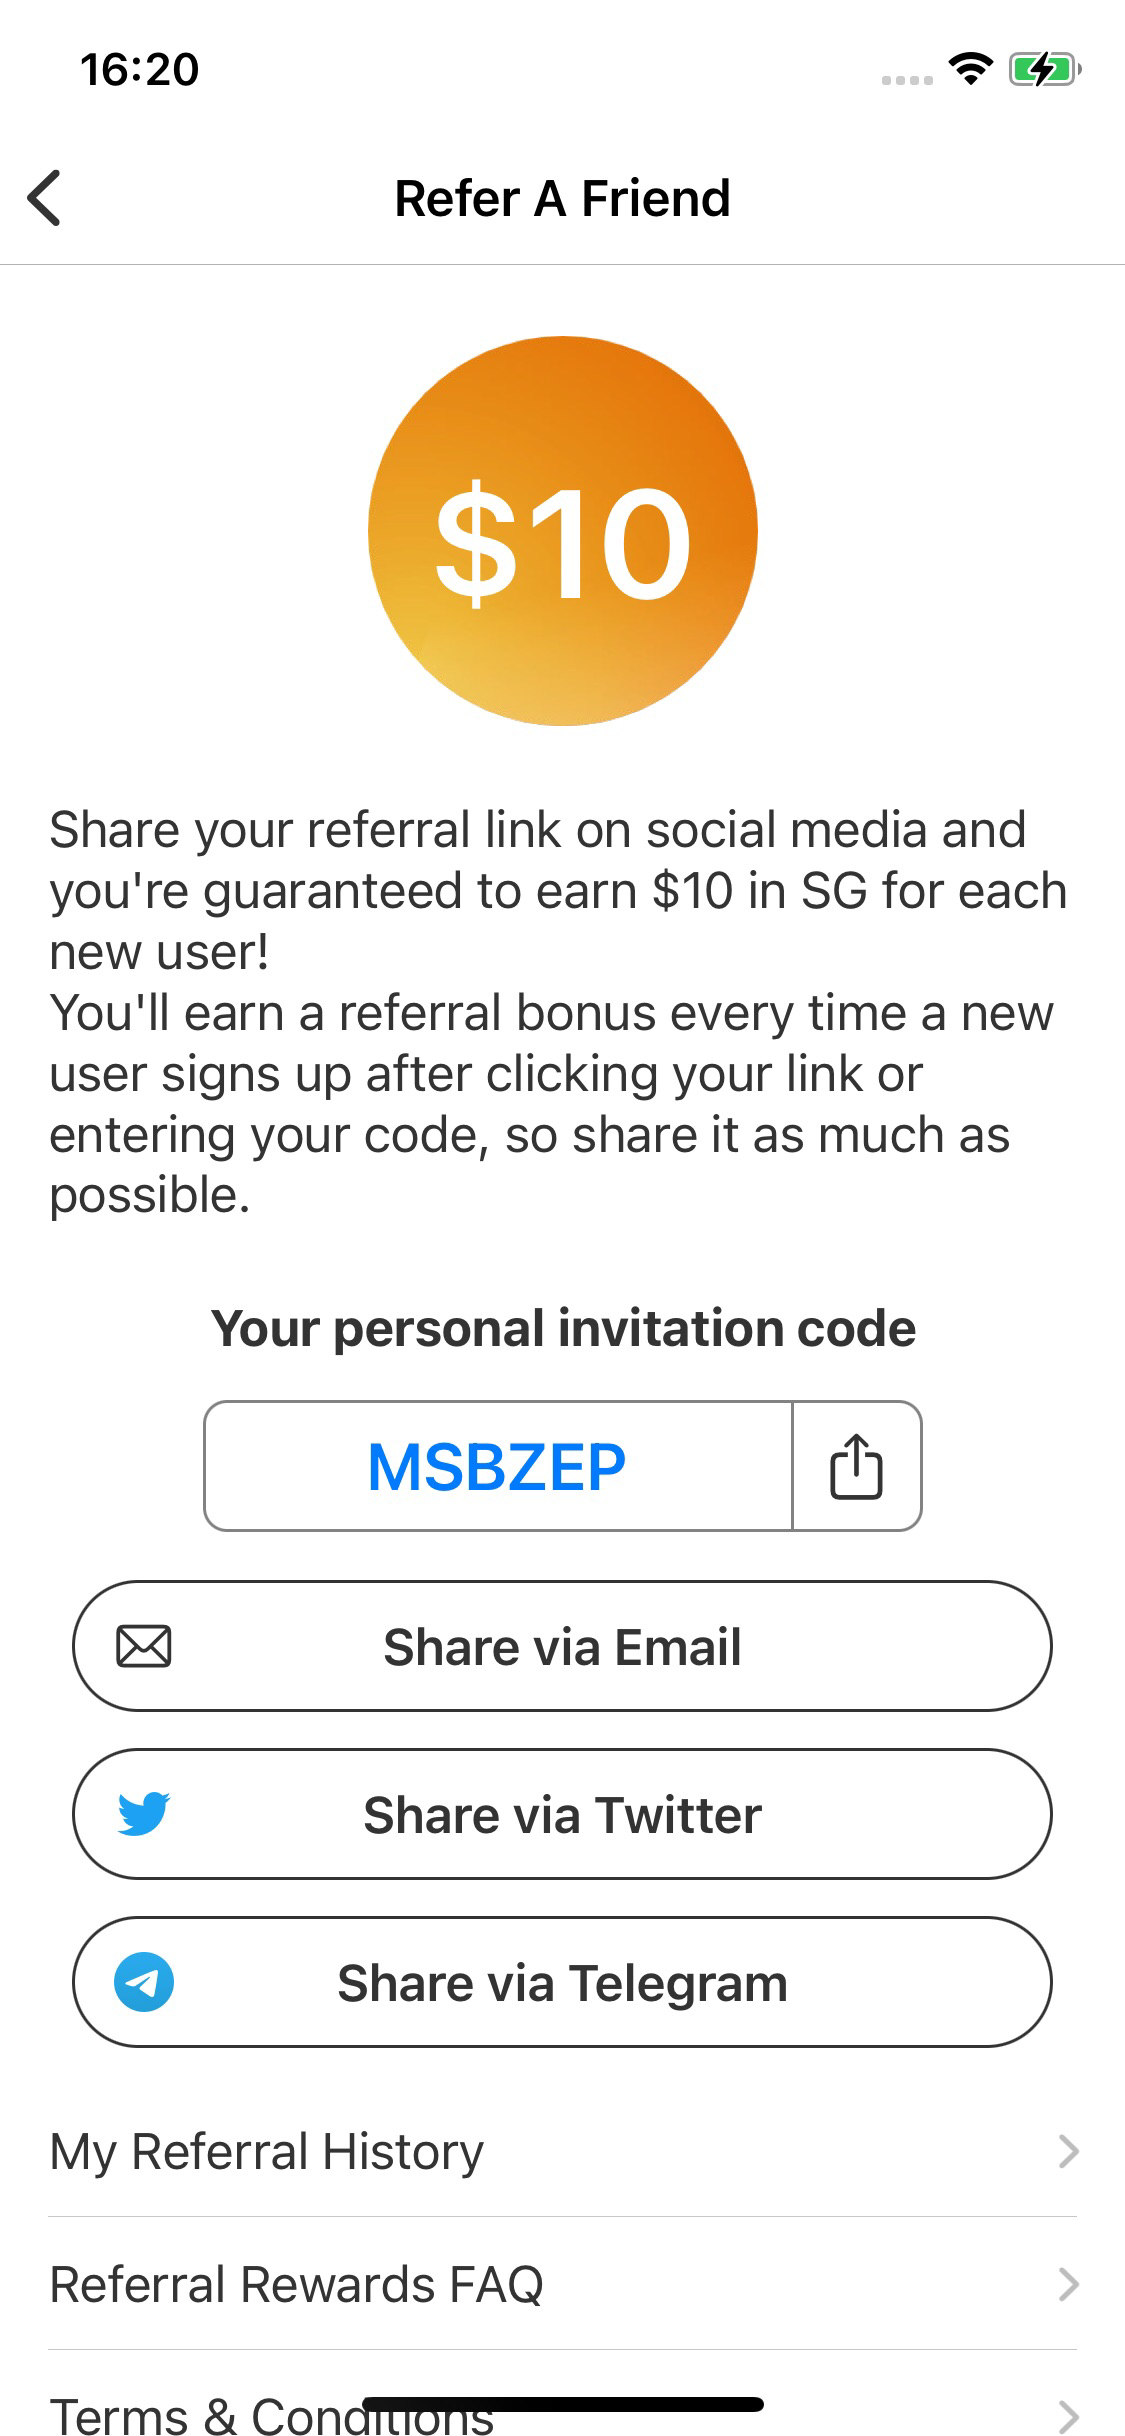 16:20
Refer A Friend
$10
Share your referral link on social media and
you're guaranteed to earn $10 in SG for each
new user!
You'll earn a referral bonus every time a new
user signs up after clicking your link or
entering your code, so share it as much as
possible.
Your personal invitation code
MSBZEP
Share via Email
Share via Twitter
Share via Telegram
My Referral History
Referral Rewards FAQ
Terms & Conditions